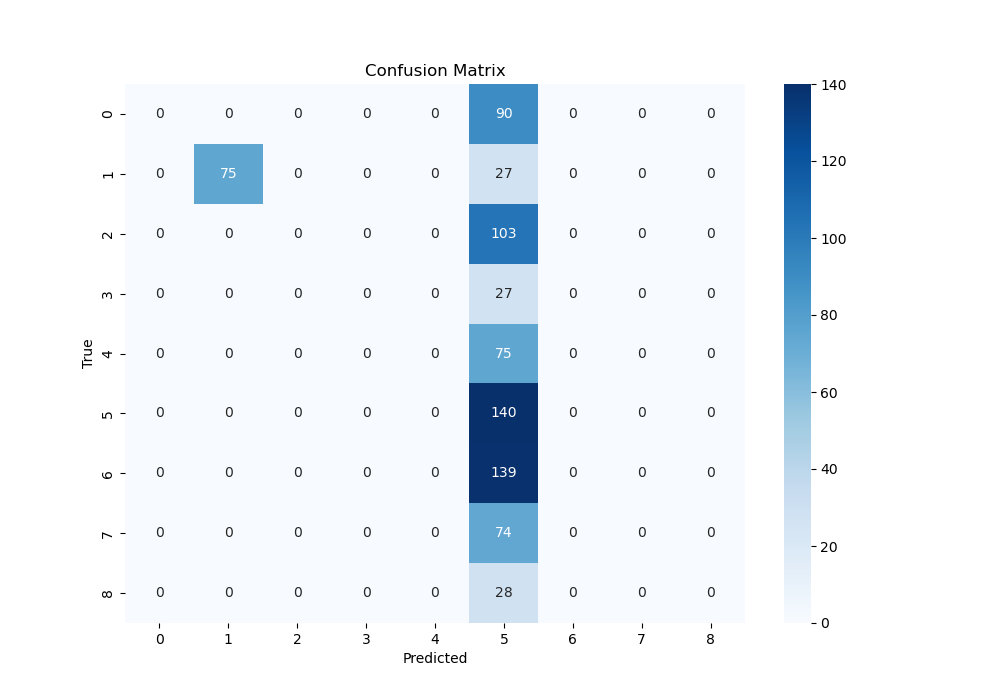 Confusion Matrix
0 0 0 0 0 0 90 0 0 0
1 0 75 0 0 0 27 0 0 0
2 0 0 0 0 0 103 0 0 0
3 0 0 0 0 0 27 0 0 0
4 0 0 0 0 0 75 0 0 0
5 0 0 0 0 0 140 0 0 0
6 0 0 0 0 0 139 0 0 0
7 0 0 0 0 0 74 0 0 0
8 0 0 0 0 0 28 0 0 0
0 1 2 3 4 5 6 7 8
True
Predicted
140
120
100
80
60
40
20
0